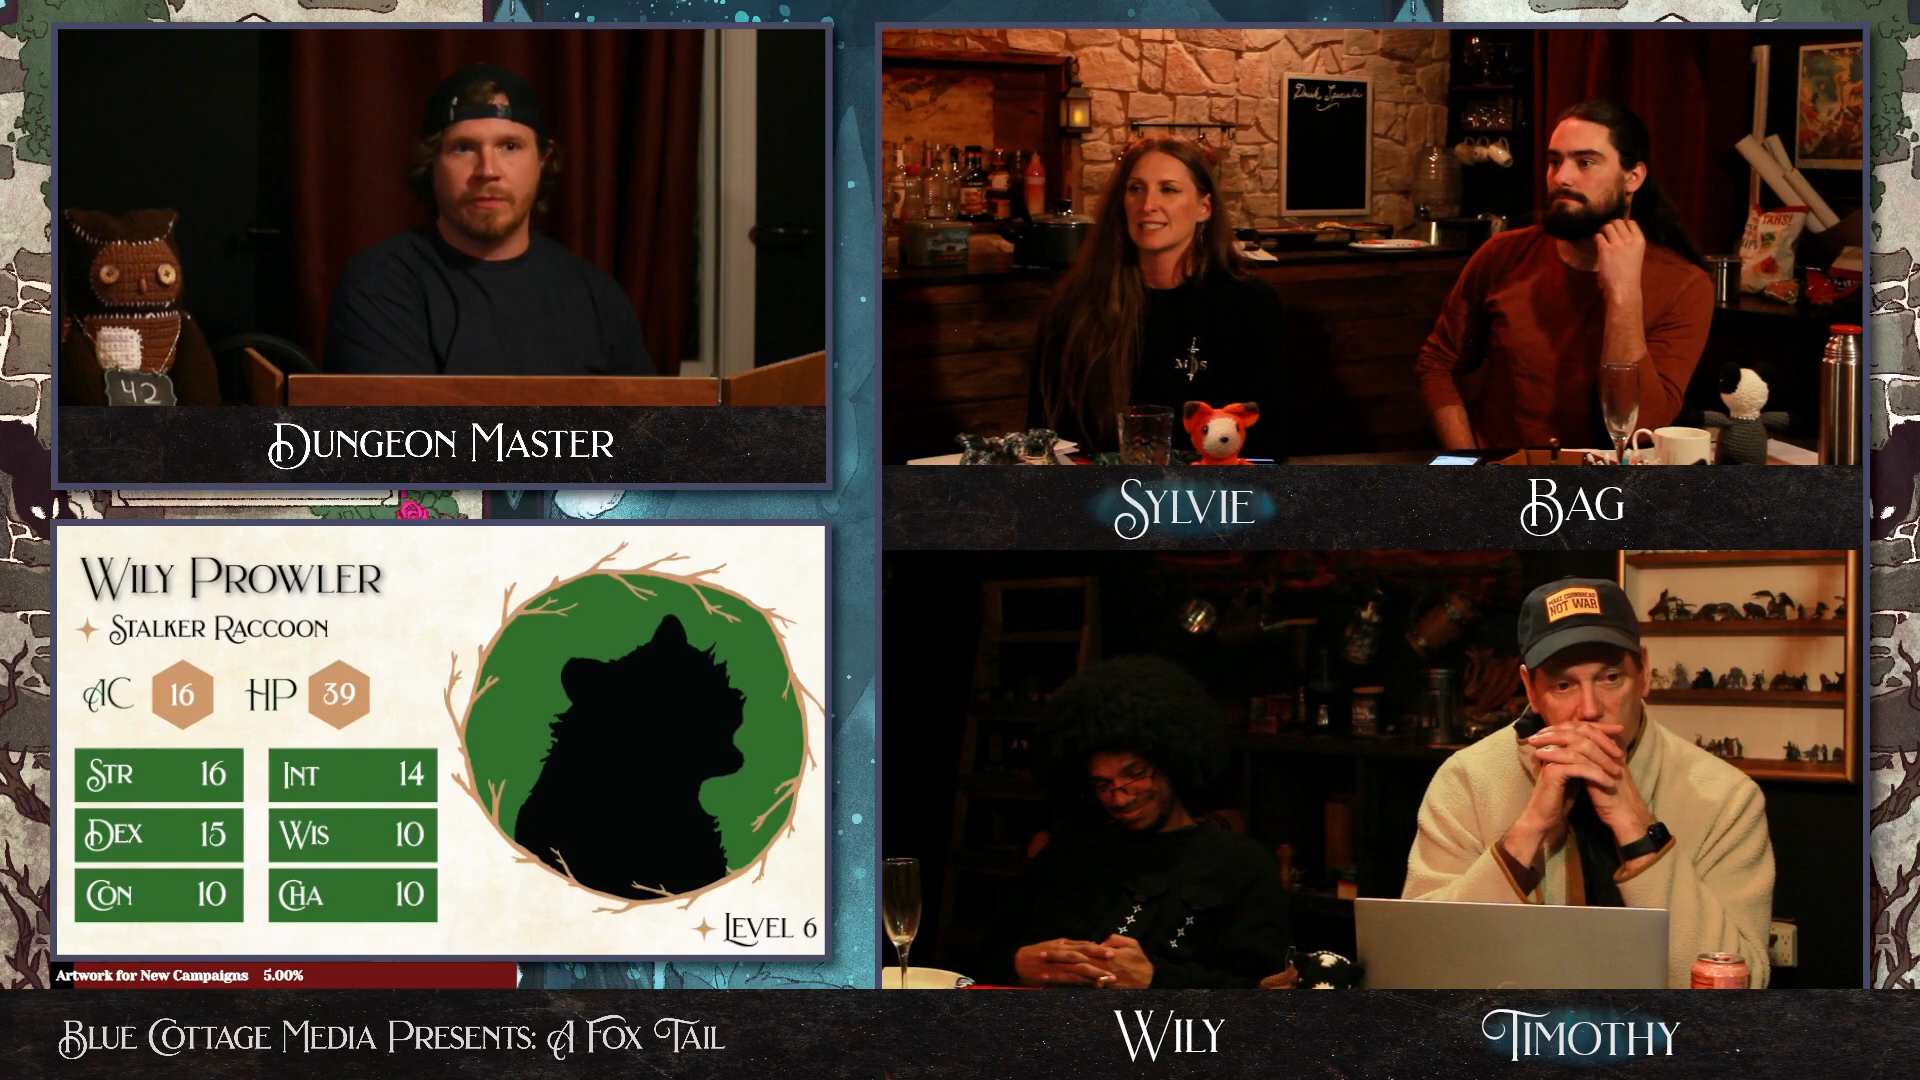 42
Dungeon Master
Drink Specials
M S
Sylvie
Bag
Wily Prowler
Stalker Raccoon
AC 16 HP 39
Str 16 Int 14
Dex 15 Wis 10
Con 10 Cha 10
Level 6
Artwork for New Campaigns 5.00%
NOT WAR
Blue Cottage Media Presents: A Fox Tail
Wily
Timothy